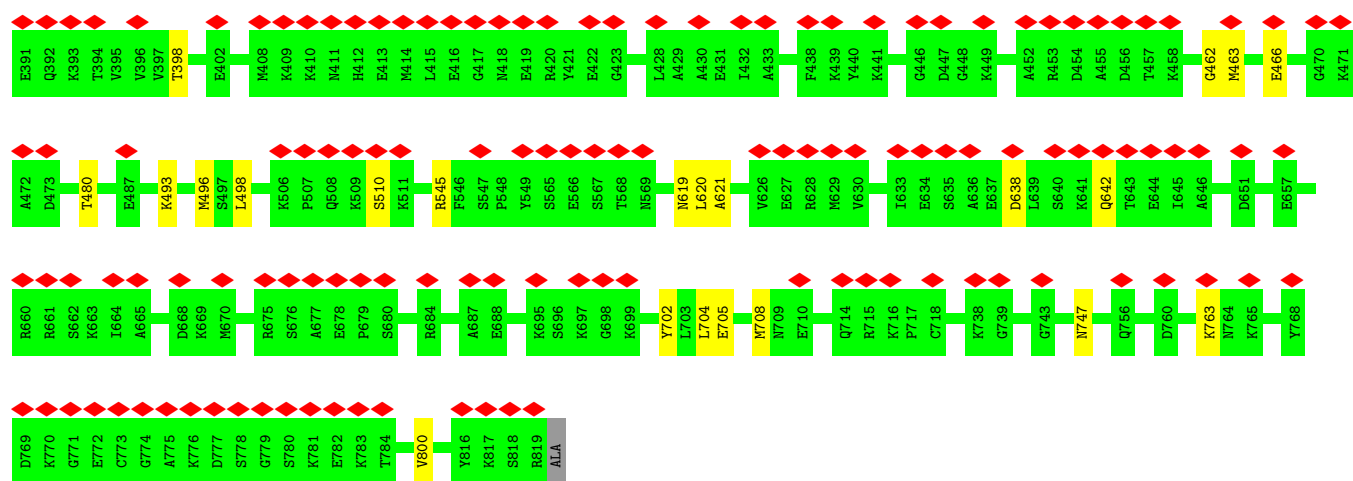 E391 Q392 K393 T394 V395 V396 V397 T398 E402 M408 K409 K410 N411 H412 E413 M414 L415 E416 G417 N418 E419 R420 Y421 E422 G423 L428 A429 A430 E431 I432 A433 F438 K439 Y440 K441 G446 D447 G448 K449 A452 R453 D454 A455 D456 T457 K458 G462 M463 E466 G470 K471
A472 D473 T480 E487 K493 M496 S497 L498 K506 P507 Q508 K509 S510 K511 R545 F546 S547 P548 Y549 S565 E566 S567 T568 N569 N619 L620 A621 V626 E627 R628 M629 V630 I633 E634 S635 A636 E637 D638 L639 S640 K641 Q642 T643 E644 I645 A646 D651 E657
R660 R661 S662 K663 I664 A665 D668 K669 M670 R675 S676 A677 E678 P679 S680 R684 A687 E688 K695 S696 K697 G698 K699 Y702 L703 L704 E705 M708 N709 E710 Q714 R715 K716 P717 C718 K738 G739 G743 N747 Q756 D760 K763 N764 K765 Y768
D769 K770 G771 E772 C773 G774 A775 K776 D777 S778 G779 S780 K781 E782 K783 T784 V800 Y816 K817 S818 R819 ALA